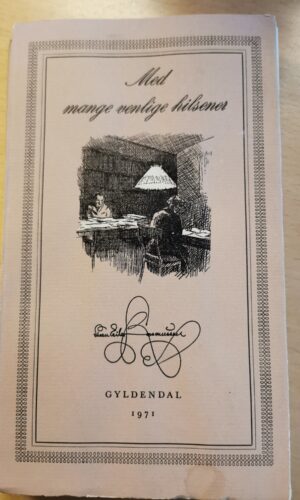 Med
mange venlige hilsener
GYLDENDAL
1971